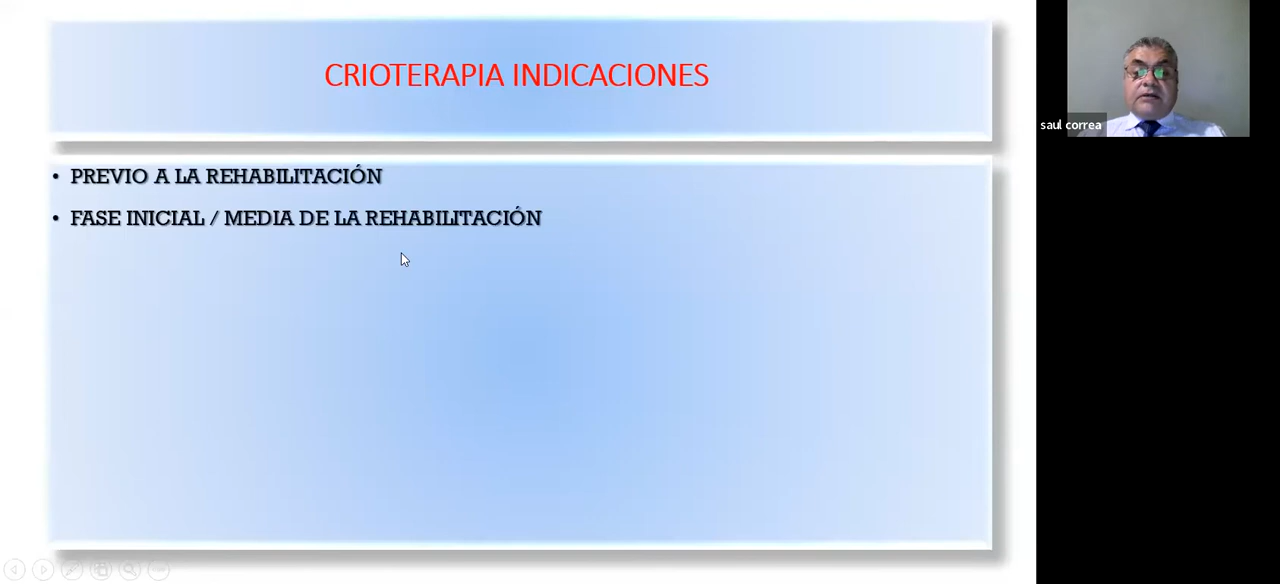 CRIOTERAPIA INDICACIONES
• PREVIO A LA REHABILITACIÓN
• FASE INICIAL / MEDIA DE LA REHABILITACIÓN
saul correa